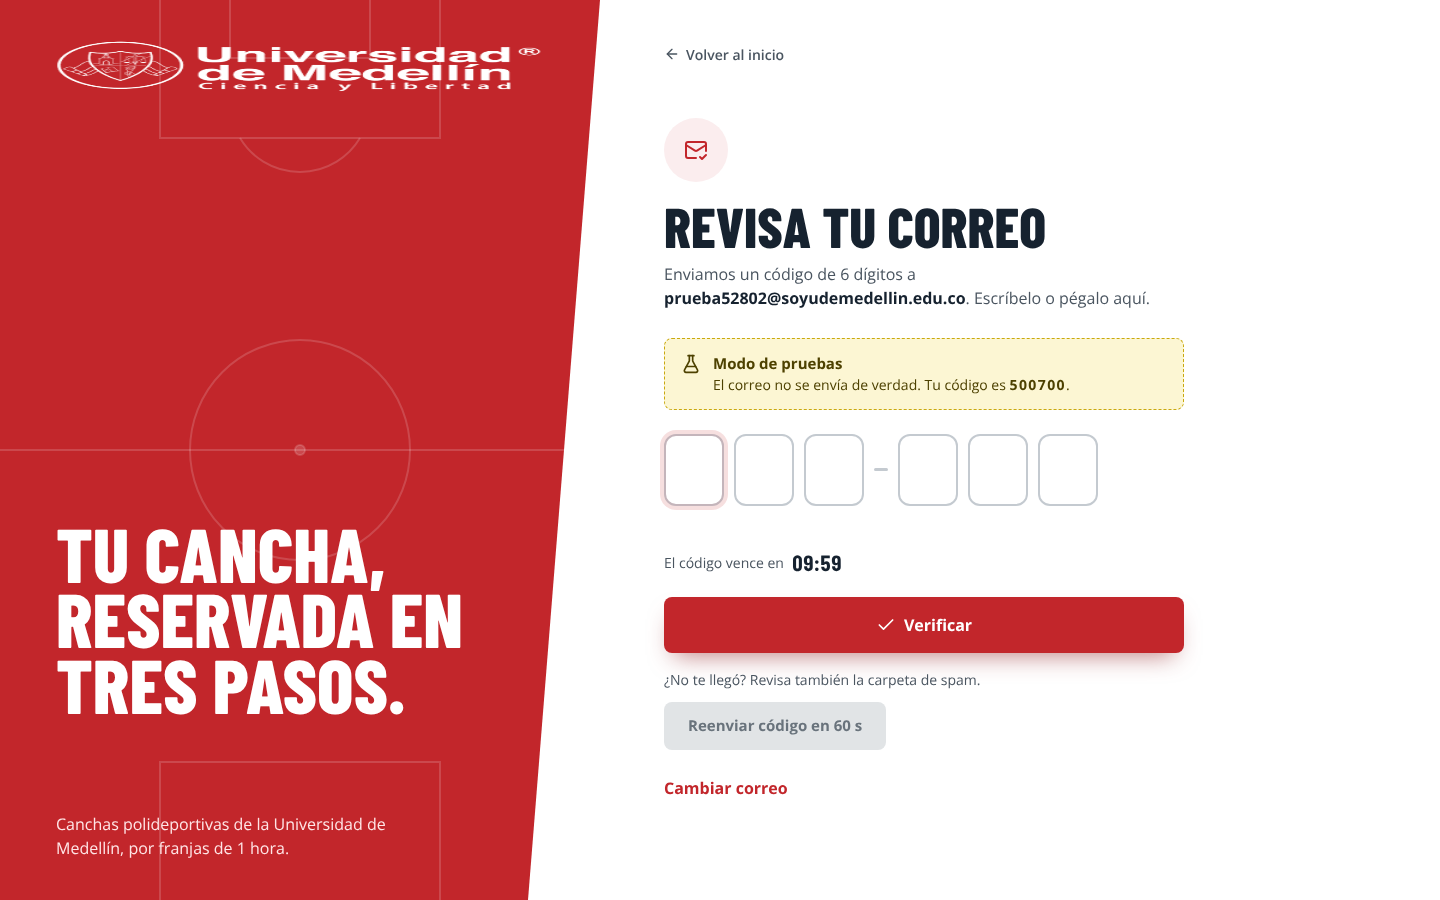 Universidad ®
de Medellín
Ciencia y Libertad
TU CANCHA,
RESERVADA EN
TRES PASOS.
Canchas polideportivas de la Universidad de
Medellín, por franjas de 1 hora.
Volver al inicio
REVISA TU CORREO
Enviamos un código de 6 dígitos a
prueba52802@soyudemedellin.edu.co. Escríbelo o pégalo aquí.
Modo de pruebas
El correo no se envía de verdad. Tu código es 500700.
El código vence en 09:59
Verificar
¿No te llegó? Revisa también la carpeta de spam.
Reenviar código en 60 s
Cambiar correo